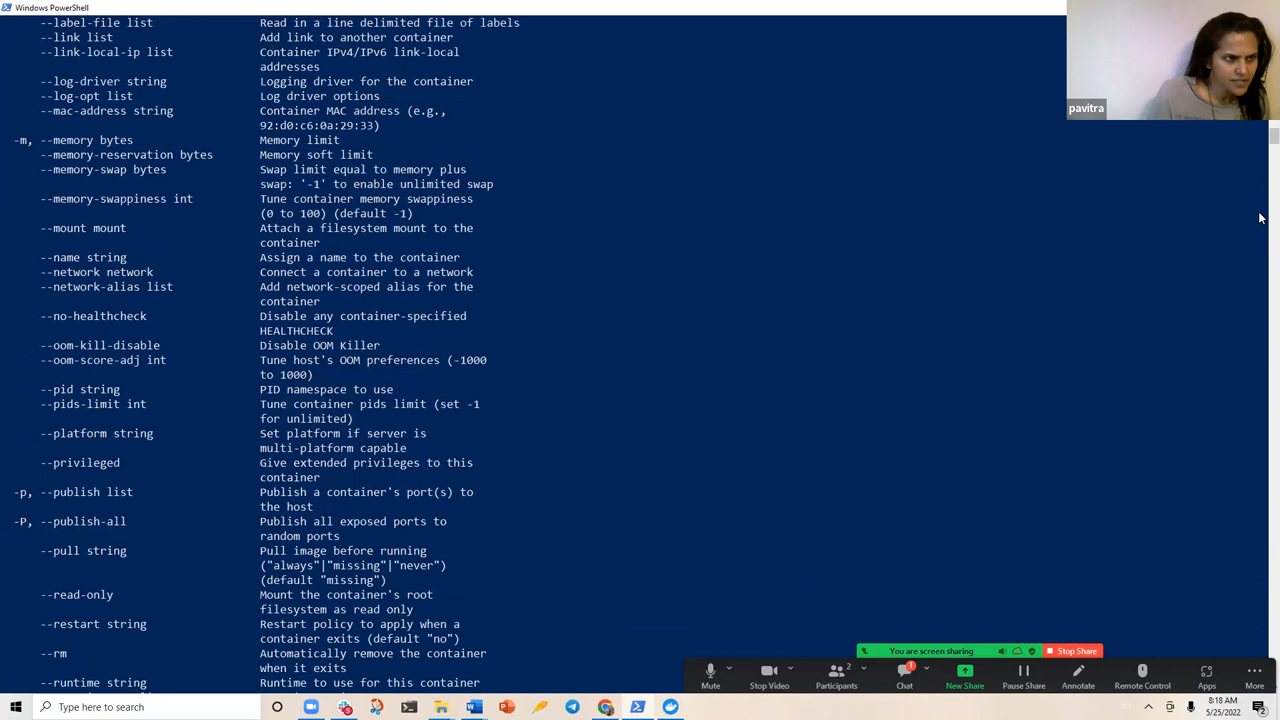 Windows PowerShell
--label-file list Read in a line delimited file of labels
--link list Add link to another container
--link-local-ip list Container IPv4/IPv6 link-local
addresses
--log-driver string Logging driver for the container
--log-opt list Log driver options
--mac-address string Container MAC address (e.g.,
92:d0:c6:0a:29:33)
-m, --memory bytes Memory limit
--memory-reservation bytes Memory soft limit
--memory-swap bytes Swap limit equal to memory plus
swap: '-1' to enable unlimited swap
--memory-swappiness int Tune container memory swappiness
(0 to 100) (default -1)
--mount mount Attach a filesystem mount to the
container
--name string Assign a name to the container
--network network Connect a container to a network
--network-alias list Add network-scoped alias for the
container
--no-healthcheck Disable any container-specified
HEALTHCHECK
--oom-kill-disable Disable OOM Killer
--oom-score-adj int Tune host's OOM preferences (-1000
to 1000)
--pid string PID namespace to use
--pids-limit int Tune container pids limit (set -1
for unlimited)
--platform string Set platform if server is
multi-platform capable
--privileged Give extended privileges to this
container
-p, --publish list Publish a container's port(s) to
the host
-P, --publish-all Publish all exposed ports to
random ports
--pull string Pull image before running
("always"|"missing"|"never")
(default "missing")
--read-only Mount the container's root
filesystem as read only
--restart string Restart policy to apply when a
container exits (default "no")
--rm Automatically remove the container
when it exits
--runtime string Runtime to use for this container
pavitra
You are screen sharing Stop Share
2 1
Mute Stop Video Participants Chat New Share Pause Share Annotate Remote Control Apps More
Type here to search
8:18 AM
5/25/2022
2